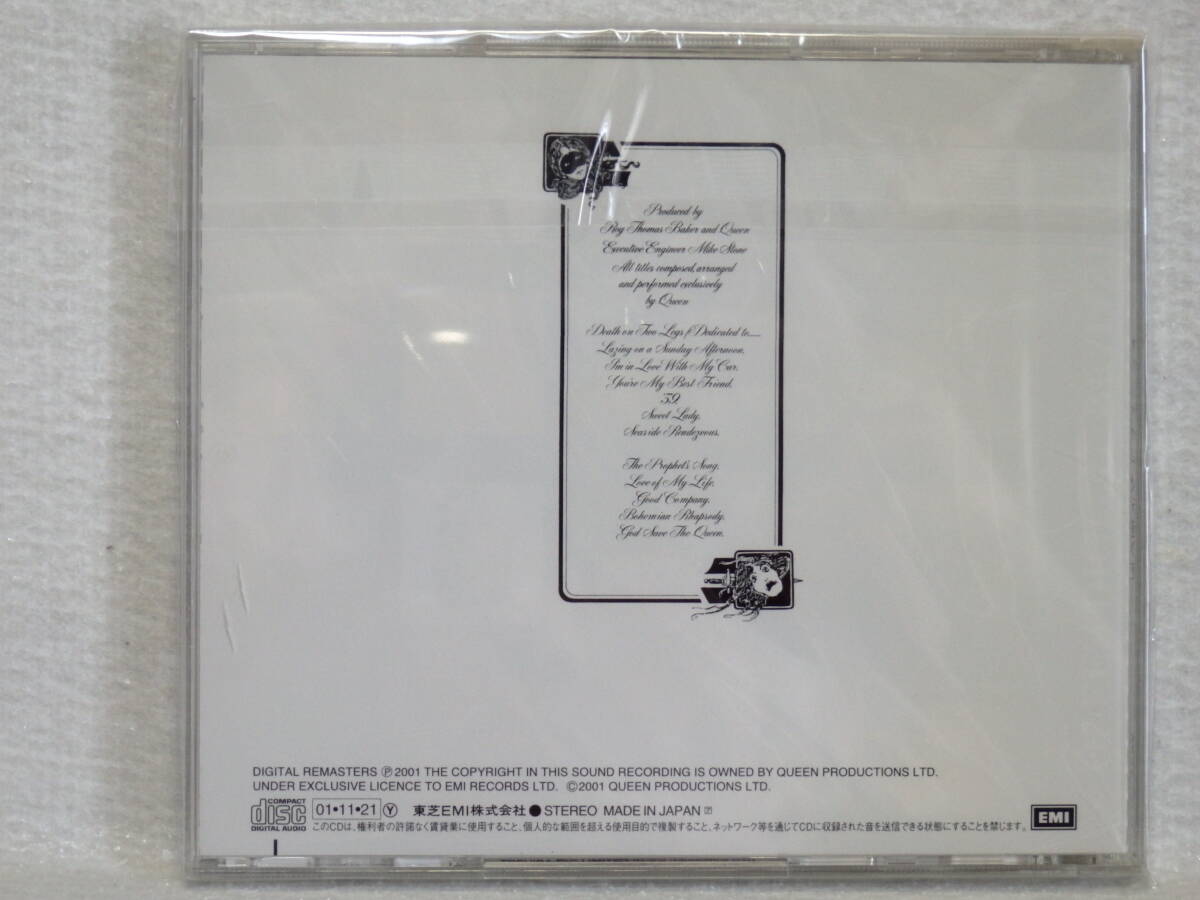 Produced by
Roy Thomas Baker and Queen
Executive Engineer Mike Stone
All titles composed, arranged
and performed exclusively
by Queen
Death on Two Legs (Dedicated to......
Lazing on a Sunday Afternoon.
I'm in Love With My Car.
You're My Best Friend.
'39.
Sweet Lady.
Seaside Rendezvous.
The Prophet's Song.
Love of My Life.
Good Company.
Bohemian Rhapsody.
God Save The Queen.
DIGITAL REMASTERS ℗2001 THE COPYRIGHT IN THIS SOUND RECORDING IS OWNED BY QUEEN PRODUCTIONS LTD.
UNDER EXCLUSIVE LICENCE TO EMI RECORDS LTD. ©2001 QUEEN PRODUCTIONS LTD.
COMPACT disc DIGITAL AUDIO 01•11•21 Ⓨ 東芝EMI株式会社 ●STEREO MADE IN JAPAN
このCDは、権利者の許諾なく賃貸業に使用すること、個人的な範囲を超える使用目的で複製すること、ネットワーク等を通じてCDに収録された音を送信できる状態にすることを禁じます。
EMI